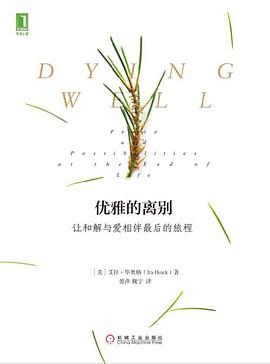 DYING
WELL
Peace
and
Possibilities
at the End of
Life
优雅的离别
让和解与爱相伴最后的旅程
[美] 艾拉·毕奥格 (Ira Byock) 著
晏萍 魏宁 译
机械工业出版社
China Machine Press